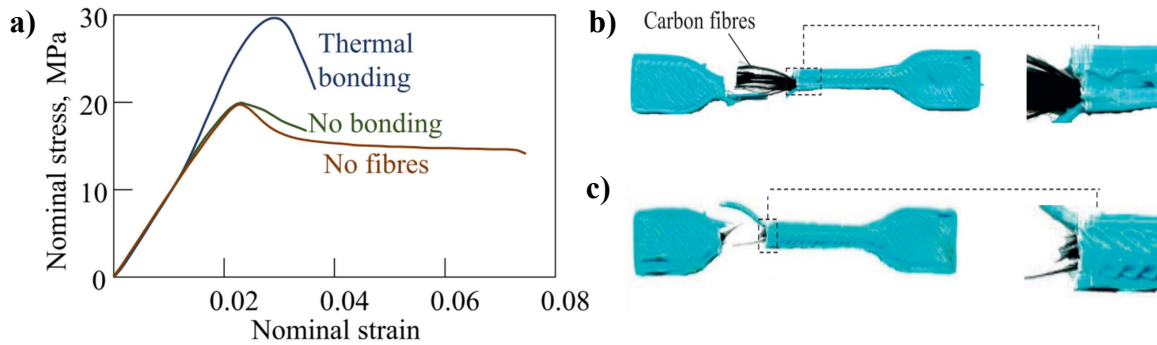 a)
30
20
10
0
Nominal stress, MPa
Thermal
bonding
No bonding
No fibres
0.02
0.04
0.06
0.08
Nominal strain
b)
Carbon fibres
c)